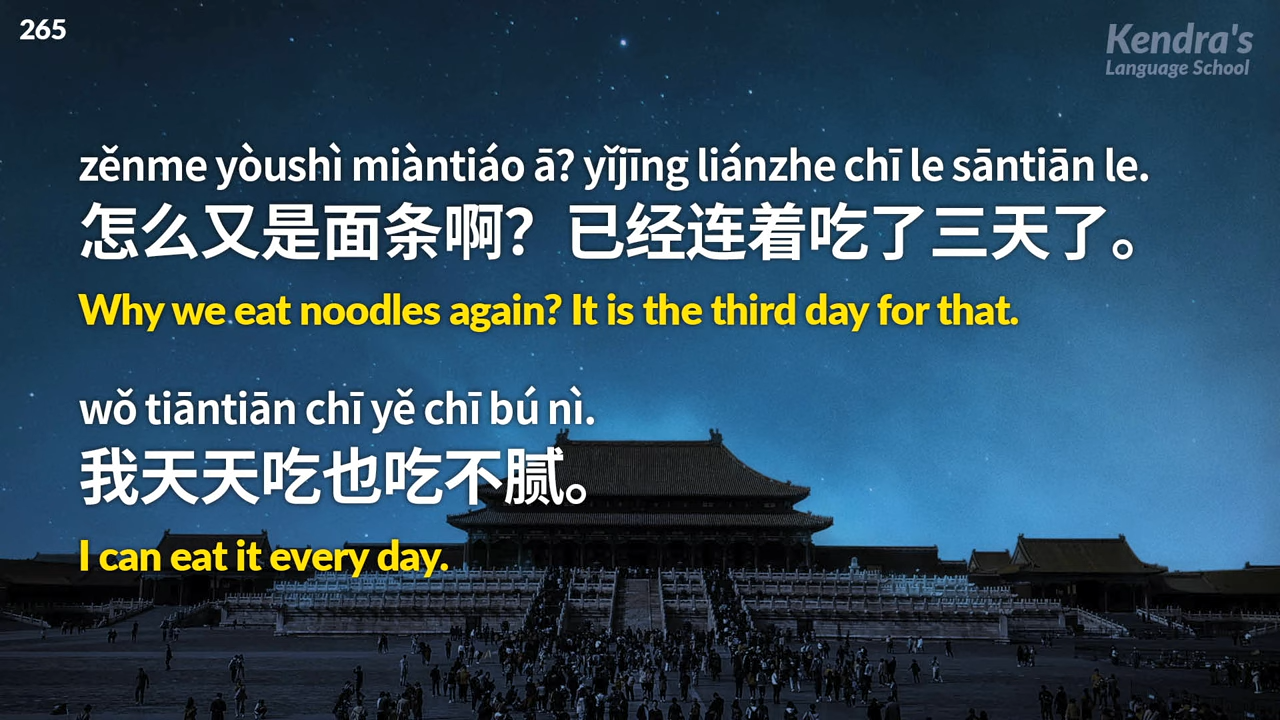 265
Kendra's
Language School
zěnme yòushì miàntiáo ā? yǐjīng liánzhe chī le sāntiān le.
怎么又是面条啊？已经连着吃了三天了。
Why we eat noodles again? It is the third day for that.
wǒ tiāntiān chī yě chī bú nì.
我天天吃也吃不腻。
I can eat it every day.